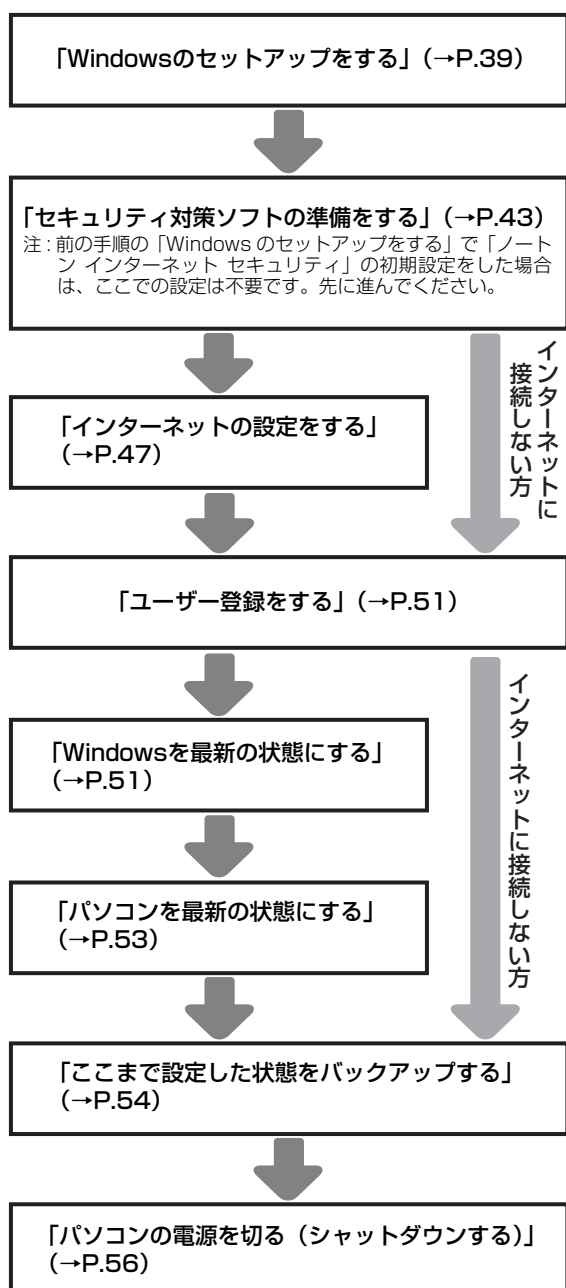 「Windowsのセットアップをする」（→P.39）
「セキュリティ対策ソフトの準備をする」（→P.43）
注：前の手順の「Windows のセットアップをする」で「ノート
ン インターネット セキュリティ」の初期設定をした場合
は、ここでの設定は不要です。先に進んでください。
インターネットに
接続しない方
「インターネットの設定をする」
（→P.47）
「ユーザー登録をする」（→P.51）
インターネットに接続しない方
「Windowsを最新の状態にする」
（→P.51）
「パソコンを最新の状態にする」
（→P.53）
「ここまで設定した状態をバックアップする」
（→P.54）
「パソコンの電源を切る（シャットダウンする）」
（→P.56）